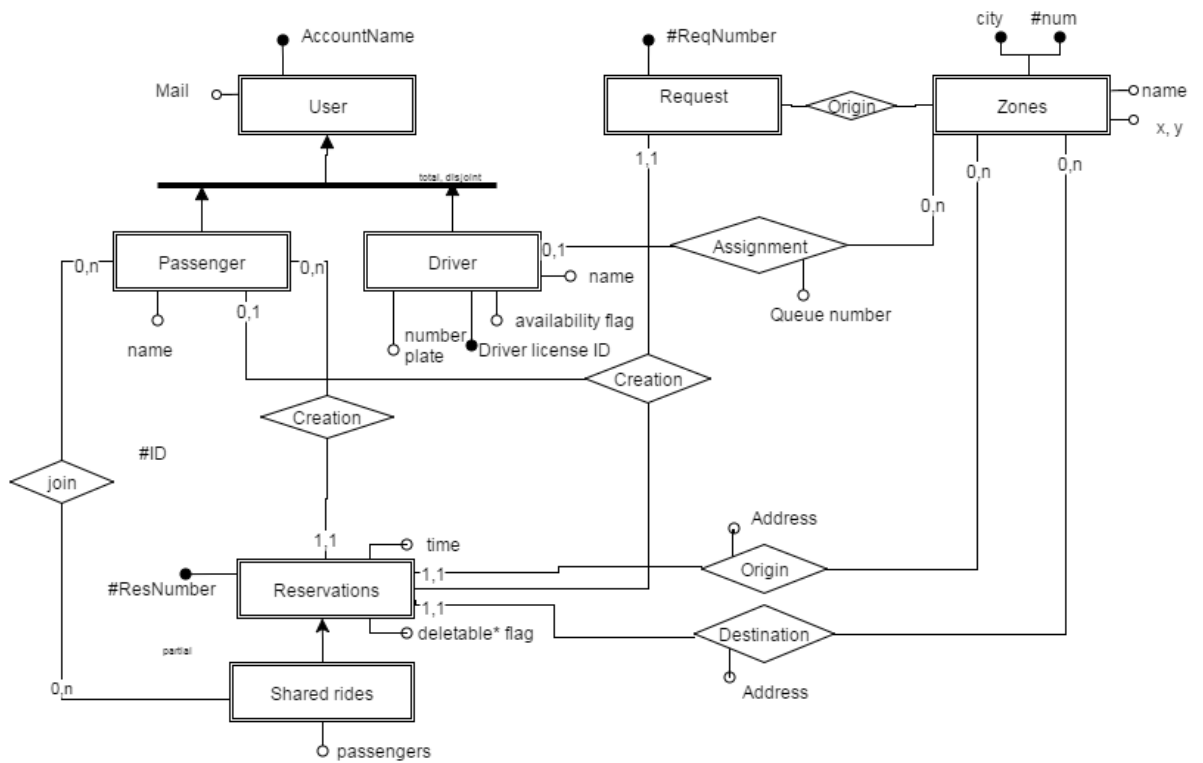 city
#num
AccountName
#ReqNumber
Mail
User
Request
Origin
Zones
name
x, y
1,1
0,n
0,n
total, disjoint
0,n
0,n
Passenger
0,n
Driver
0,1
Assignment
name
0,1
name
number
plate
availability flag
Driver license ID
Queue number
Creation
Creation
#ID
join
Address
1,1
time
Origin
#ResNumber
Reservations
1,1
1,1
deletable* flag
Destination
partial
0,n
Shared rides
Address
passengers